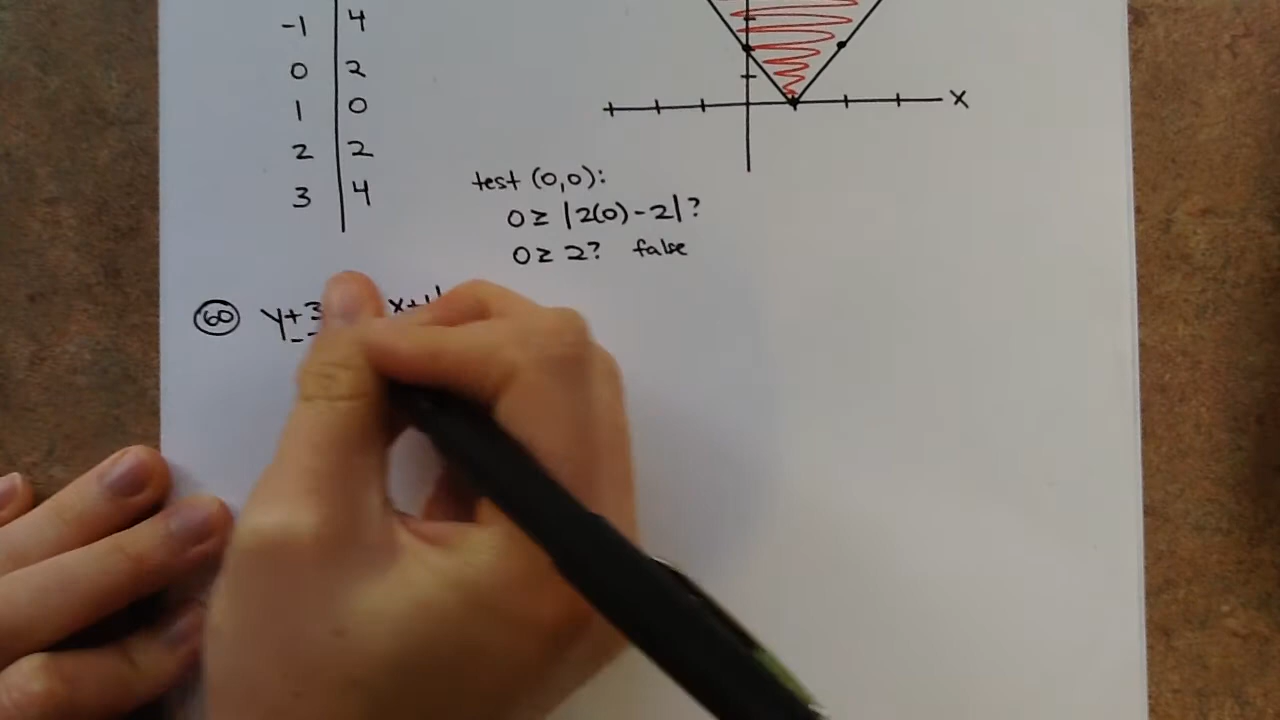 -1 4
0 2
1 0
2 2
3 4
x
test (0,0):
0 ≥ |2(0) - 2|?
0 ≥ 2? false
60 y+3 x+1